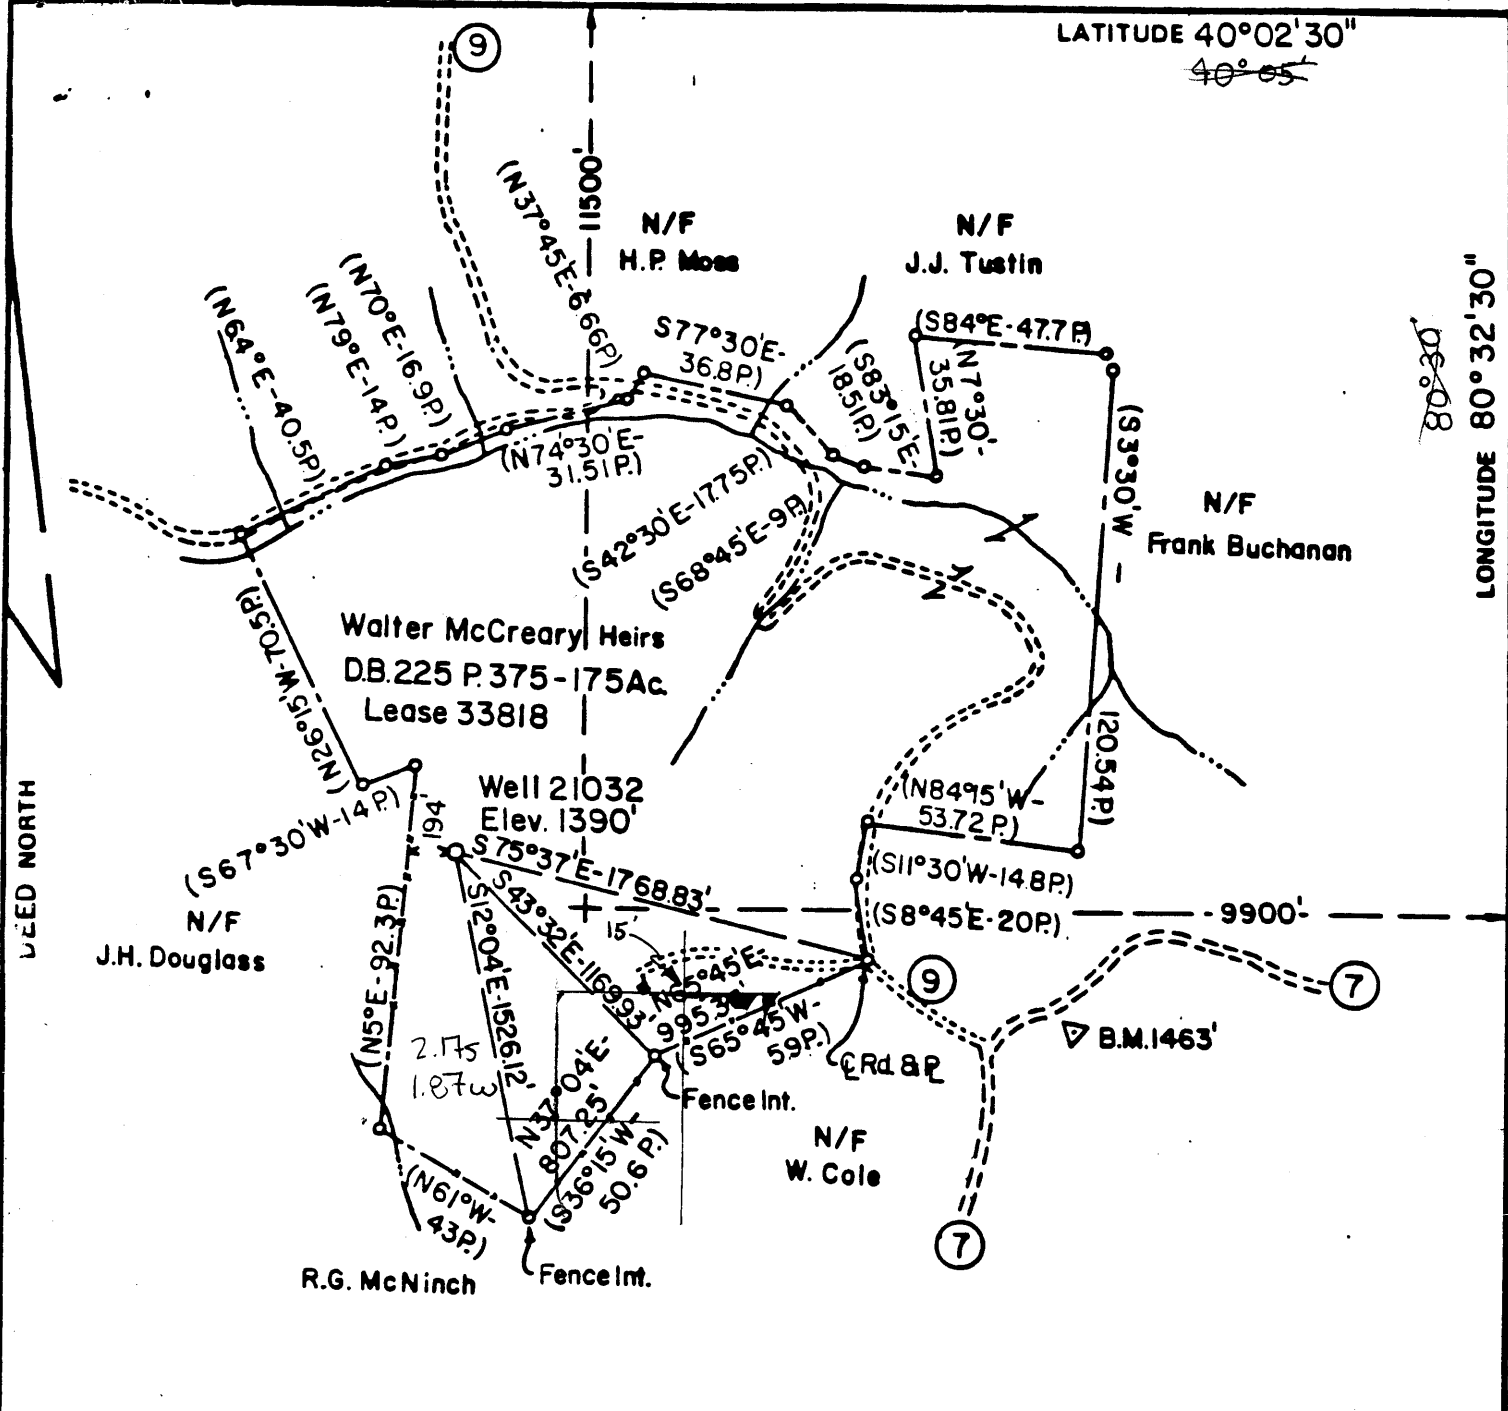 LATITUDE 40°02'30"
40°05'
9
11500'
N/F
H.P. Moss
N/F
J.J. Tustin
LONGITUDE 80°32'30"
80°30'
(N37°45'E-6.66P.)
(N70°E-16.9P.)
(N79°E-14P.)
(N64°E-40.5P.)
S77°30'E-
36.8P.)
(S84°E-47.7P.)
(S83°15'E-
18.51P.)
(N7°30'-
35.81P.)
(S3°30'W-
120.54P.)
(N74°30'E-
31.51P.)
(S42°30'E-17.75P.)
(S68°45'E-9P.)
N/F
Frank Buchanan
(N26°15'W-70.5P.)
Walter McCreary Heirs
D.B.225 P.375-175Ac.
Lease 33818
Well 21032
Elev. 1390'
194'
(S67°30'W-14P.)
(N84°15'W-
53.72P.)
(S11°30'W-14.8P.)
(S8°45'E-20P.)
9900'
S75°37'E-1768.83'
S43°32'E-1169.93'
S12°04'E-1526.12'
15'
DEED NORTH
N/F
J.H. Douglass
(N5°E-92.3P.)
N65°45'E-
995.3
(S65°45'W-
59P.)
9
7
B.M.1463'
℄Rd. & ⅊
2.17s
1.87w
N37°04'E-
807.25'
(S36°15'W-
50.6P.)
Fence Int.
N/F
W. Cole
(N61°W-
43P.)
R.G. McNinch
Fence Int.
7